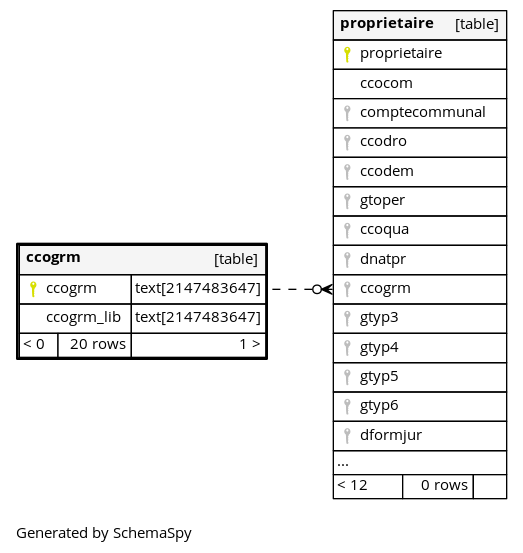 proprietaire [table]
proprietaire
ccocom
comptecommunal
ccodro
ccodem
gtoper
ccoqua
dnatpr
ccogrm
gtyp3
gtyp4
gtyp5
gtyp6
dformjur
...
< 12 0 rows
ccogrm [table]
ccogrm text[2147483647]
ccogrm_lib text[2147483647]
< 0 20 rows 1 >
Generated by SchemaSpy